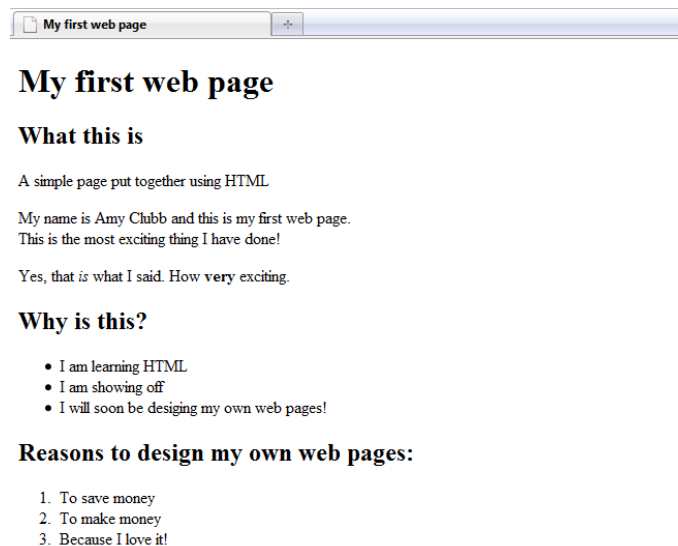 My first web page
My first web page
What this is
A simple page put together using HTML
My name is Amy Clubb and this is my first web page.
This is the most exciting thing I have done!
Yes, that is what I said. How very exciting.
Why is this?
I am learning HTML
I am showing off
I will soon be desiging my own web pages!
Reasons to design my own web pages:
1. To save money
2. To make money
3. Because I love it!